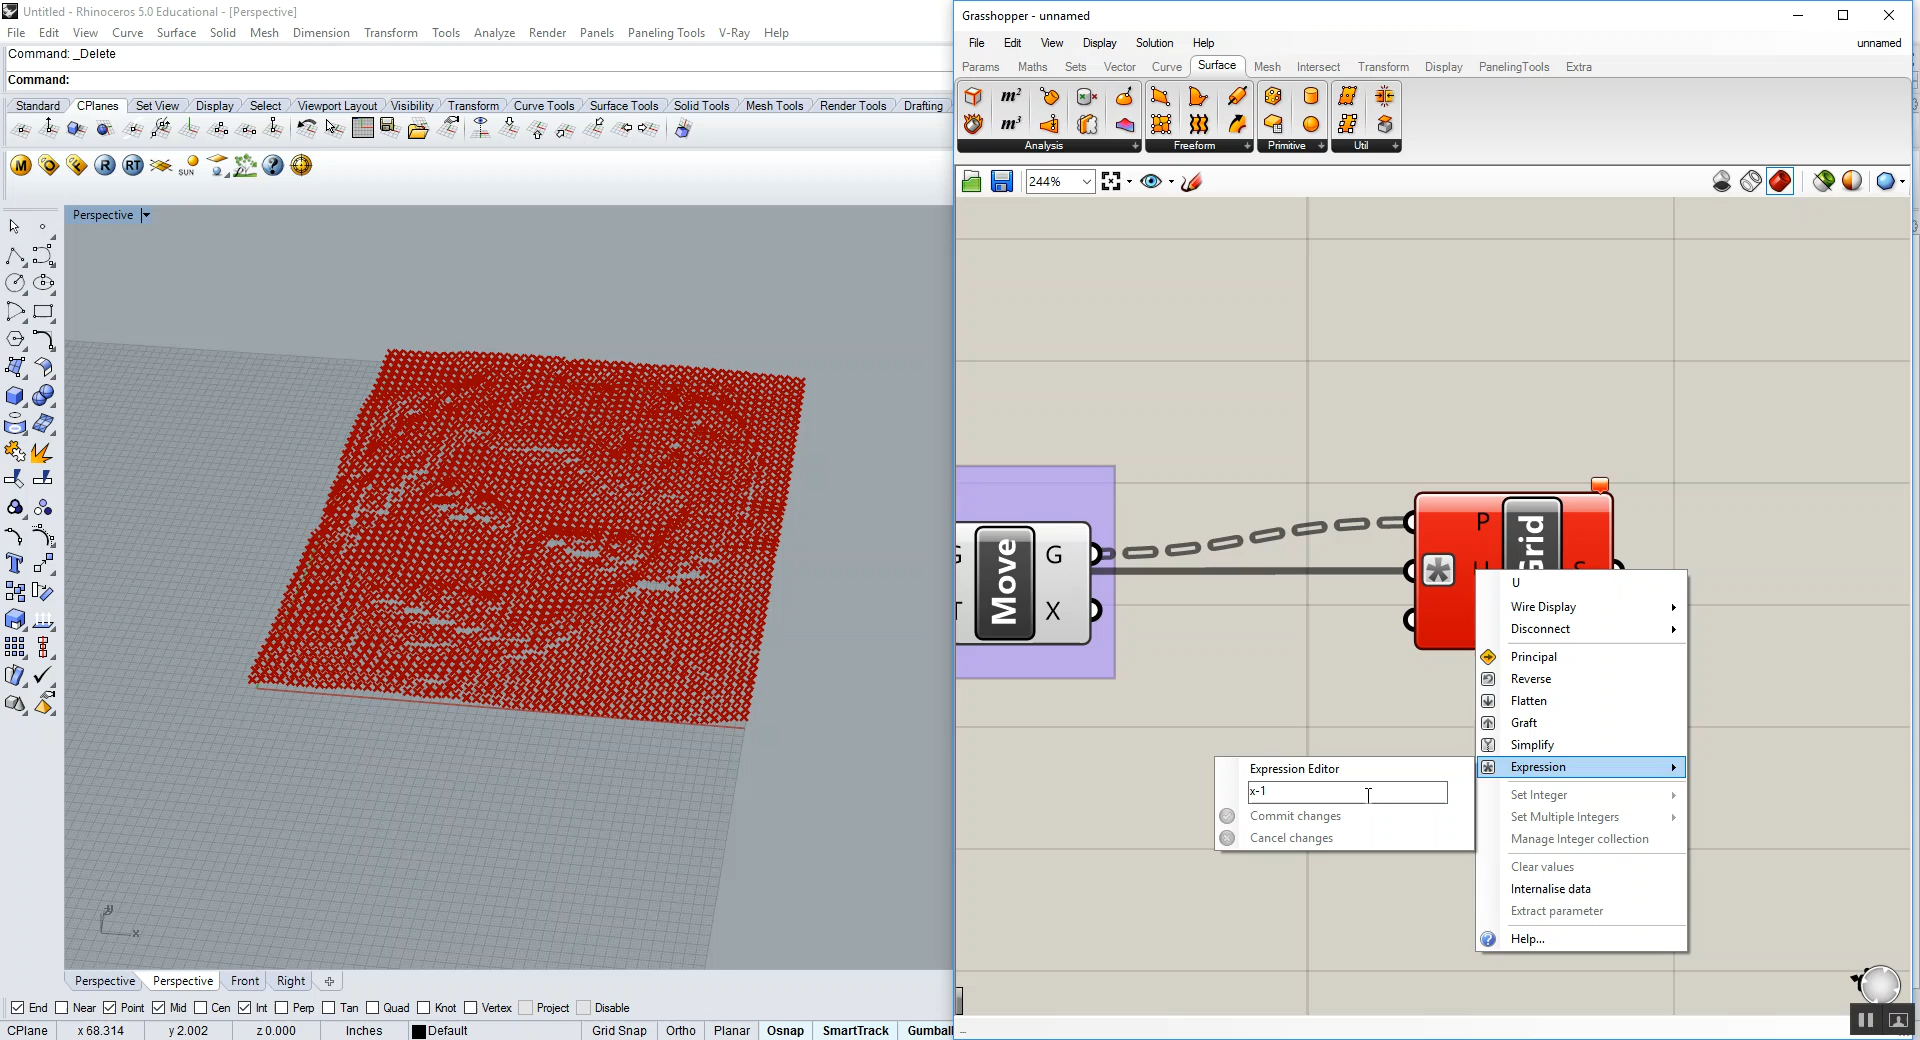 Untitled - Rhinoceros 5.0 Educational - [Perspective]
File Edit View Curve Surface Solid Mesh Dimension Transform Tools Analyze Render Panels Paneling Tools V-Ray Help
Command: _Delete
Command:
Standard CPlanes Set View Display Select Viewport Layout Visibility Transform Curve Tools Surface Tools Solid Tools Mesh Tools Render Tools Drafting
M O F R RT SUN
Perspective
y
x
Perspective Perspective Front Right
End Near Point Mid Cen Int Perp Tan Quad Knot Vertex Project Disable
CPlane x 68.314 y 2.002 z 0.000 Inches Default Grid Snap Ortho Planar Osnap SmartTrack Gumball
Grasshopper - unnamed
File Edit View Display Solution Help
unnamed
Params Maths Sets Vector Curve Surface Mesh Intersect Transform Display PanelingTools Extra
m²
m³
Analysis Freeform Primitive Util
244%
Move
G
X
P
Grid
U
Wire Display
Disconnect
Principal
Reverse
Flatten
Graft
Simplify
Expression
Set Integer
Set Multiple Integers
Manage Integer collection
Clear values
Internalise data
Extract parameter
Help...
Expression Editor
x-1
Commit changes
Cancel changes